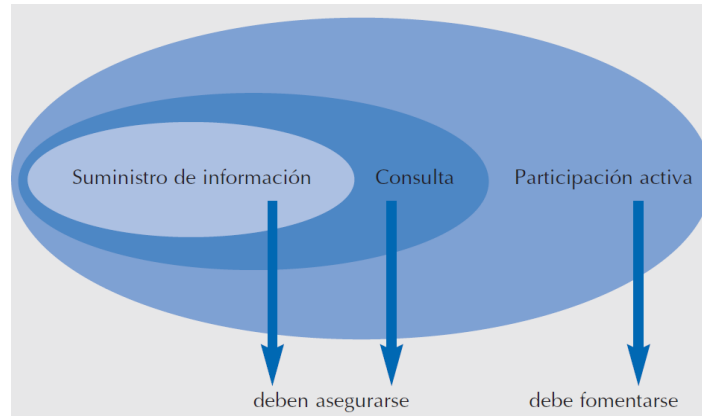 Suministro de información
Consulta
Participación activa
deben asegurarse
debe fomentarse